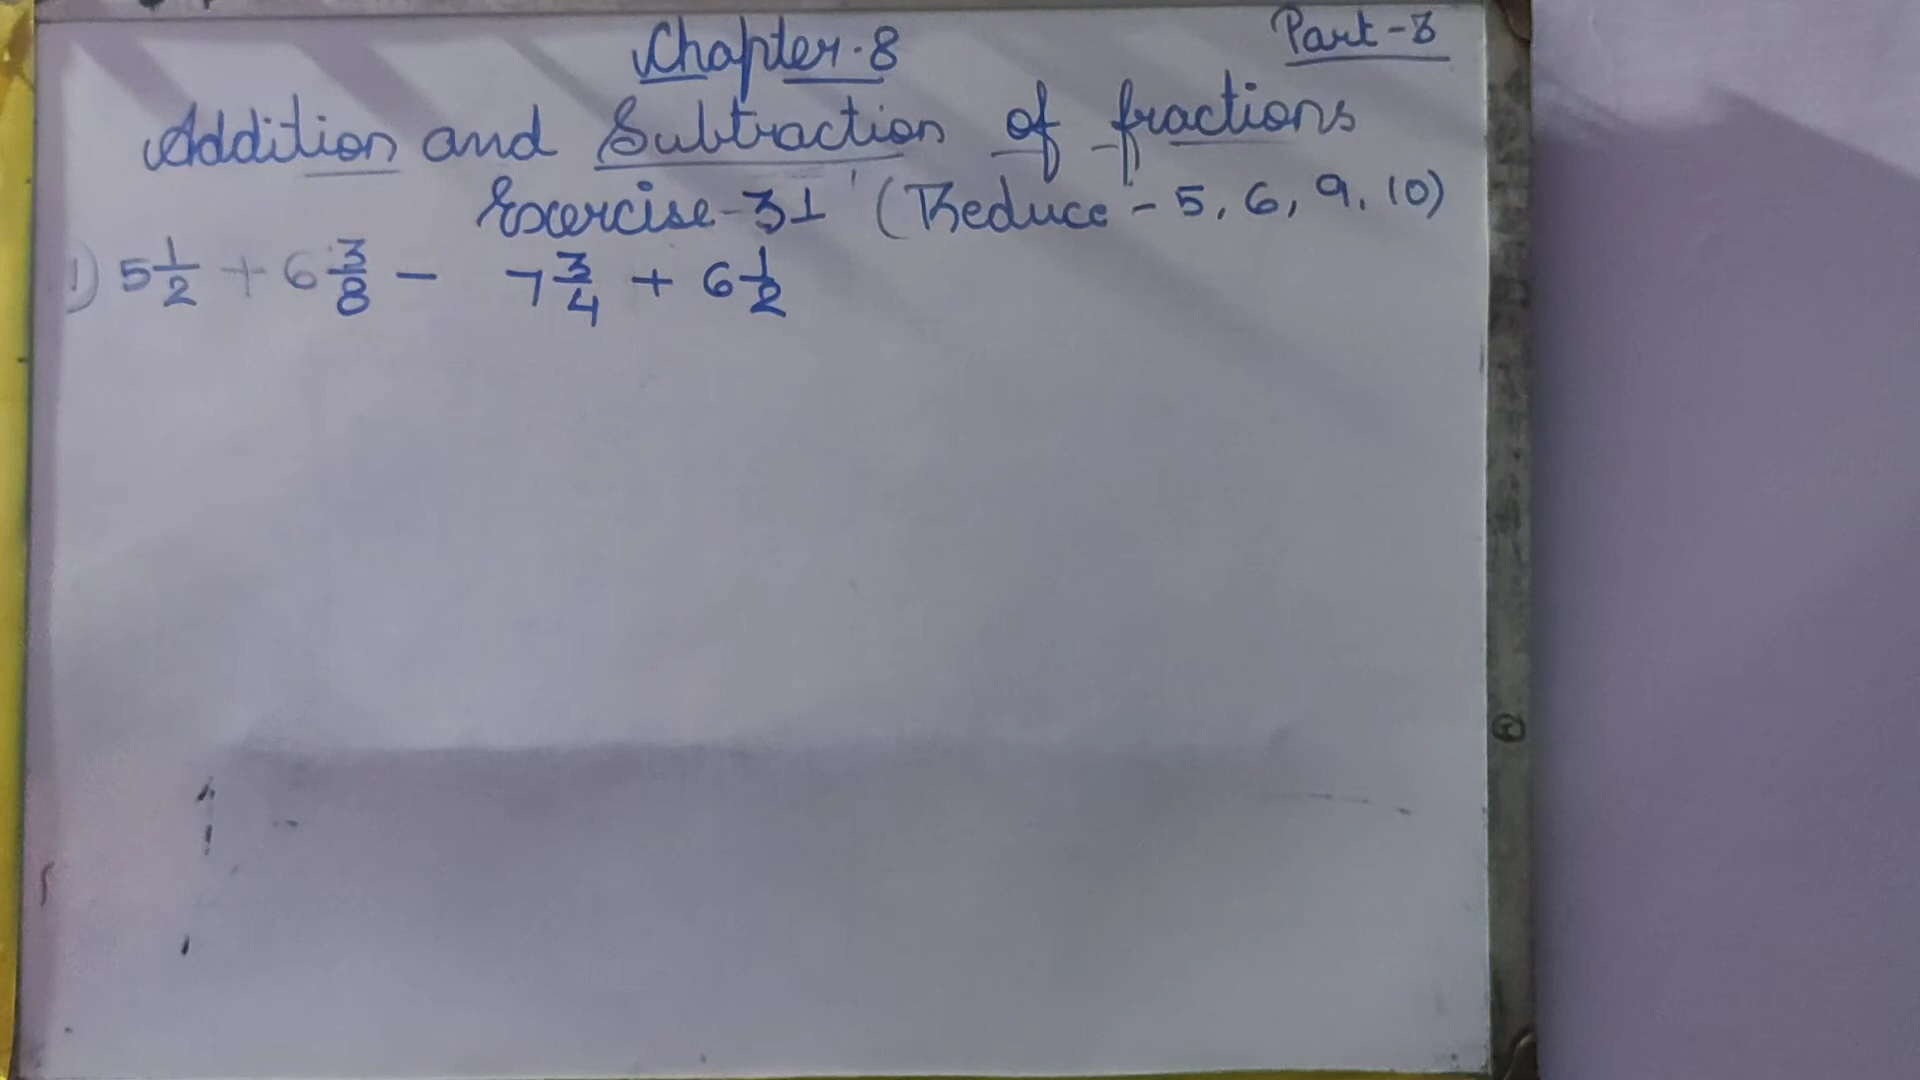 Part-3
Chapter.8
Addition and Subtraction of fractions
Exercise-31 (Reduce - 5, 6, 9, 10)
1) 5 1/2 + 6 3/8 - 7 3/4 + 6 1/2
R